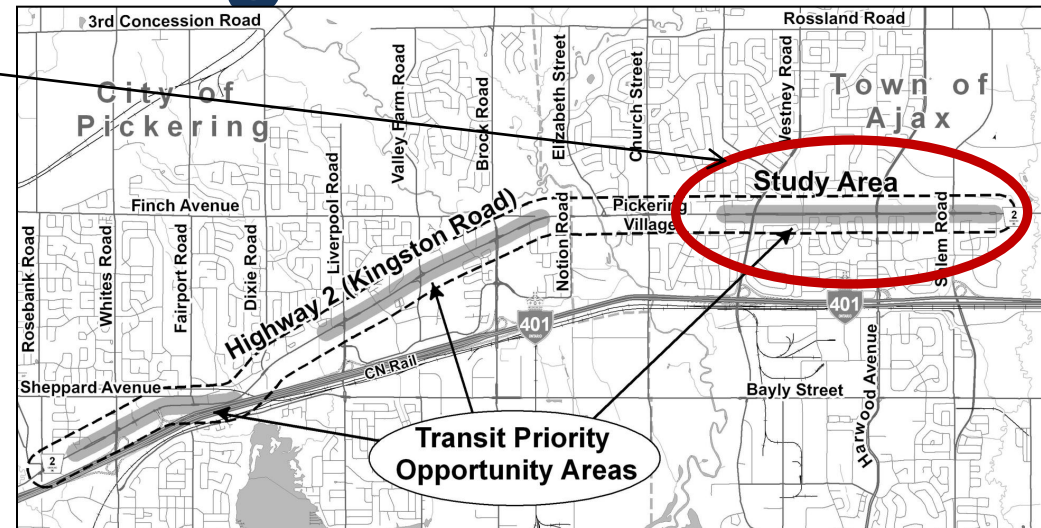 3rd Concession Road
Rossland Road
City of
Pickering
Valley Farm Road
Brock Road
Elizabeth Street
Church Street
Westney Road
Town of
Ajax
Study Area
Finch Avenue
Pickering
Village
2
Rosebank Road
Whites Road
Fairport Road
Dixie Road
Liverpool Road
Highway 2 (Kingston Road)
Notion Road
Salem Road
401
401
CN Rail
Sheppard Avenue
Bayly Street
Harwood Avenue
2
Transit Priority
Opportunity Areas